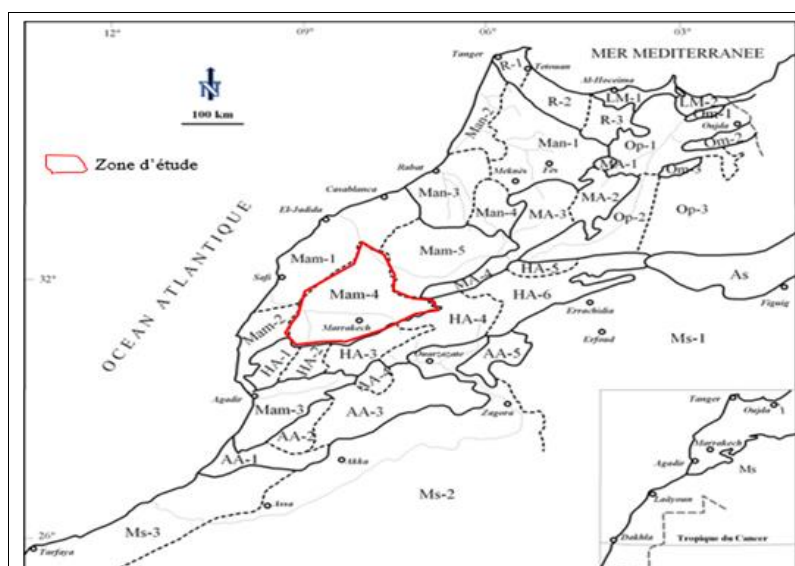 12°
09°
06°
03°
MER MEDITERRANEE
Tanger
R-1
Tetouan
Al-Hoceima
N
100 km
R-2
LM-1
LM-2
R-3
Om-1
Oujda
Om-2
Man-2
Man-1
Op-1
MA-1
Om-3
Zone d'étude
Rabat
Meknès
Fès
Casablanca
Man-3
Man-4
MA-2
MA-3
Op-2
Op-3
El-Jadida
OCEAN ATLANTIQUE
Mam-1
Mam-5
32°
Safi
MA-4
HA-5
As
Mam-4
HA-6
Figuig
Mam-2
Marrakech
HA-4
Errachidia
Erfoud
Ms-1
HA-1
HA-2
HA-3
Ouarzazate
AA-5
Agadir
Mam-3
AA-3
Zagora
AA-2
AA-1
Akka
Assa
Ms-2
Ms-3
26°
Tarfaya
Tanger
Oujda
Marrakech
Agadir
Ms
Laâyoun
Dakhla
Tropique du Cancer